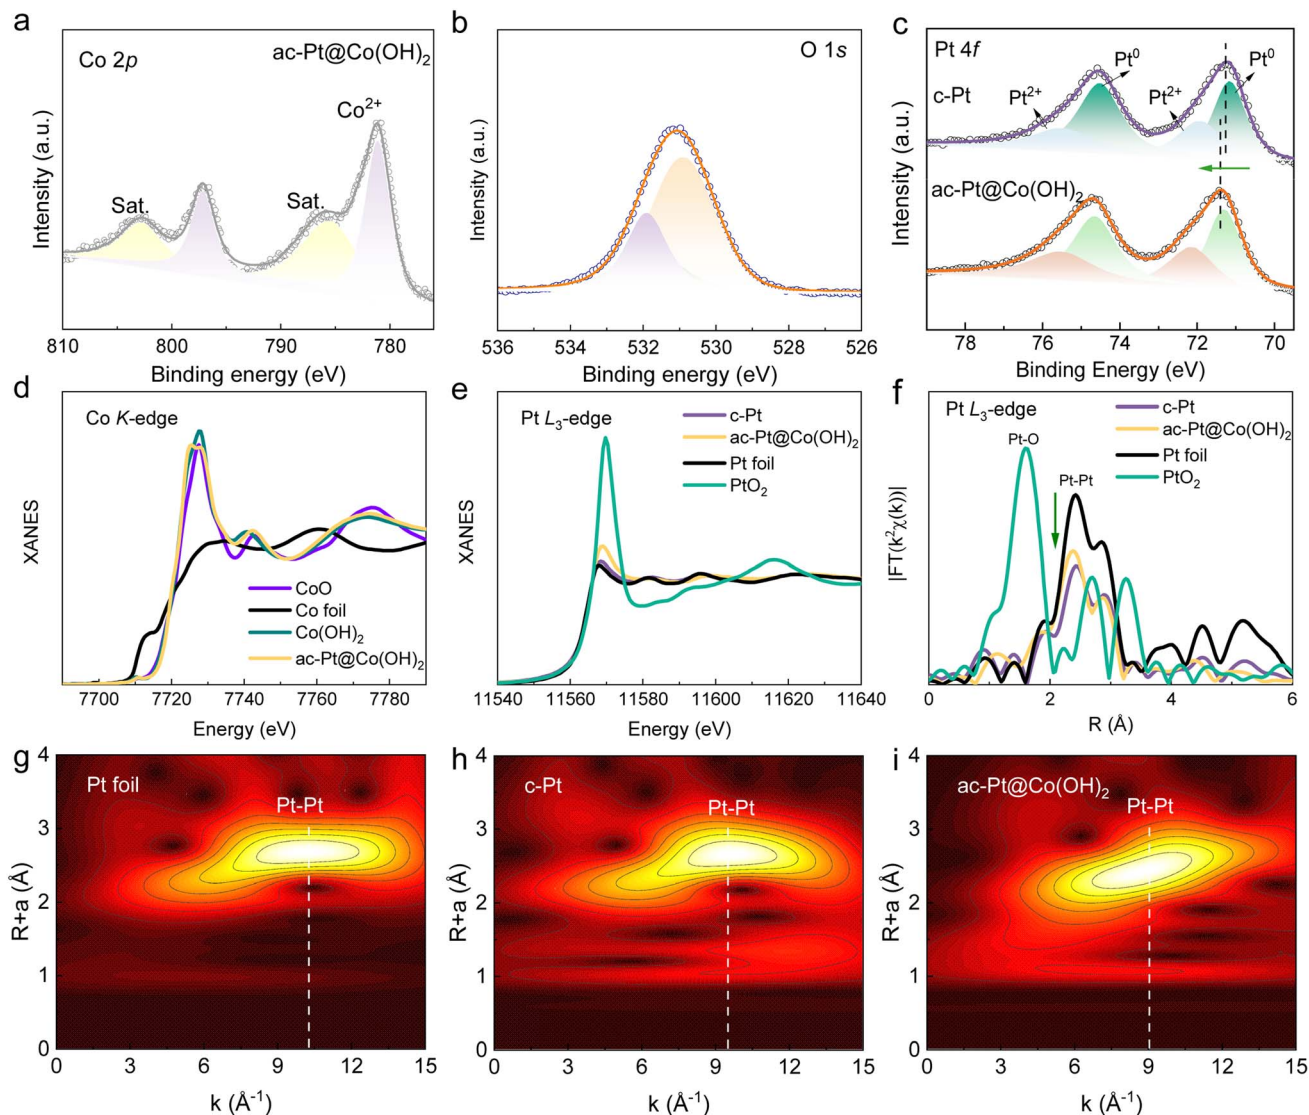 a
Co 2p
ac-Pt@Co(OH)2
Co2+
Sat.
Sat.
Intensity (a.u.)
810
800
790
780
Binding energy (eV)
b
O 1s
Intensity (a.u.)
536
534
532
530
528
526
Binding energy (eV)
c
Pt 4f
c-Pt
Pt2+
Pt0
Pt2+
Pt0
ac-Pt@Co(OH)2
Intensity (a.u.)
78
76
74
72
70
Binding Energy (eV)
d
Co K-edge
XANES
CoO
Co foil
Co(OH)2
ac-Pt@Co(OH)2
7700
7720
7740
7760
7780
Energy (eV)
e
Pt L3-edge
c-Pt
ac-Pt@Co(OH)2
Pt foil
PtO2
XANES
11540
11560
11580
11600
11620
11640
Energy (eV)
f
Pt L3-edge
c-Pt
ac-Pt@Co(OH)2
Pt foil
PtO2
Pt-O
Pt-Pt
|FT(k2χ(k))|
0
2
4
6
R (Å)
g
Pt foil
Pt-Pt
R+a (Å)
4
3
2
1
0
0
3
6
9
12
15
k (Å-1)
h
c-Pt
Pt-Pt
R+a (Å)
4
3
2
1
0
0
3
6
9
12
15
k (Å-1)
i
ac-Pt@Co(OH)2
Pt-Pt
R+a (Å)
4
3
2
1
0
0
3
6
9
12
15
k (Å-1)